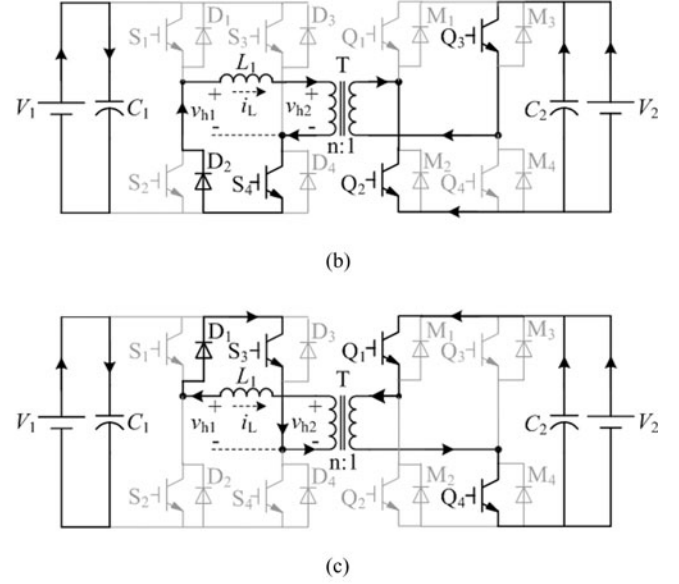 S₁ D₁ S₃ D₃ Q₁ M₁ Q₃ M₃
L₁ T
V₁ C₁ + iL + C₂ V₂
vh1 vh2
- -
n:1
S₂ D₂ S₄ D₄ Q₂ M₂ Q₄ M₄
(b)
S₁ D₁ S₃ D₃ Q₁ M₁ Q₃ M₃
L₁ T
V₁ C₁ + iL + C₂ V₂
vh1 vh2
- -
n:1
S₂ D₂ S₄ D₄ Q₂ M₂ Q₄ M₄
(c)